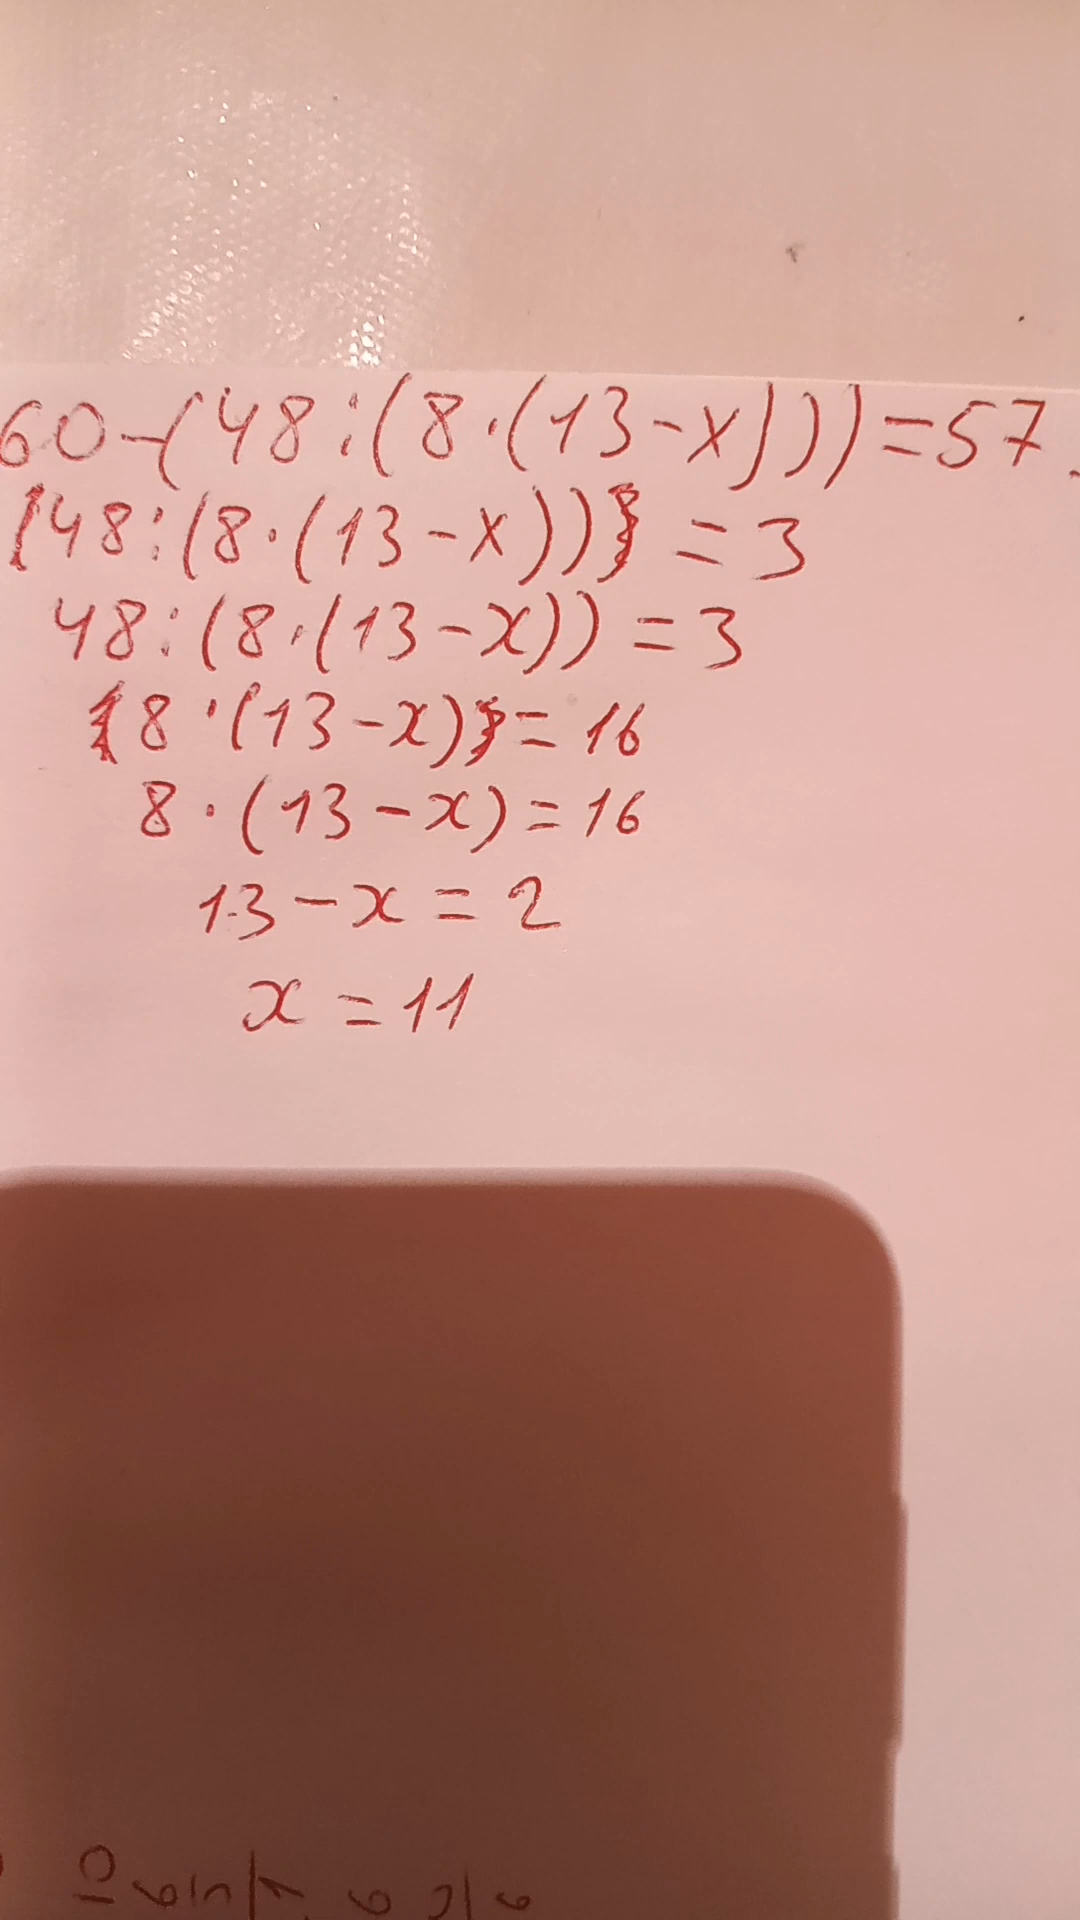 60-(48:(8·(13-x)))=57
48:(8·(13-x)) = 3
48:(8·(13-x)) = 3
8·(13-x) = 16
8·(13-x) = 16
13-x = 2
x = 11